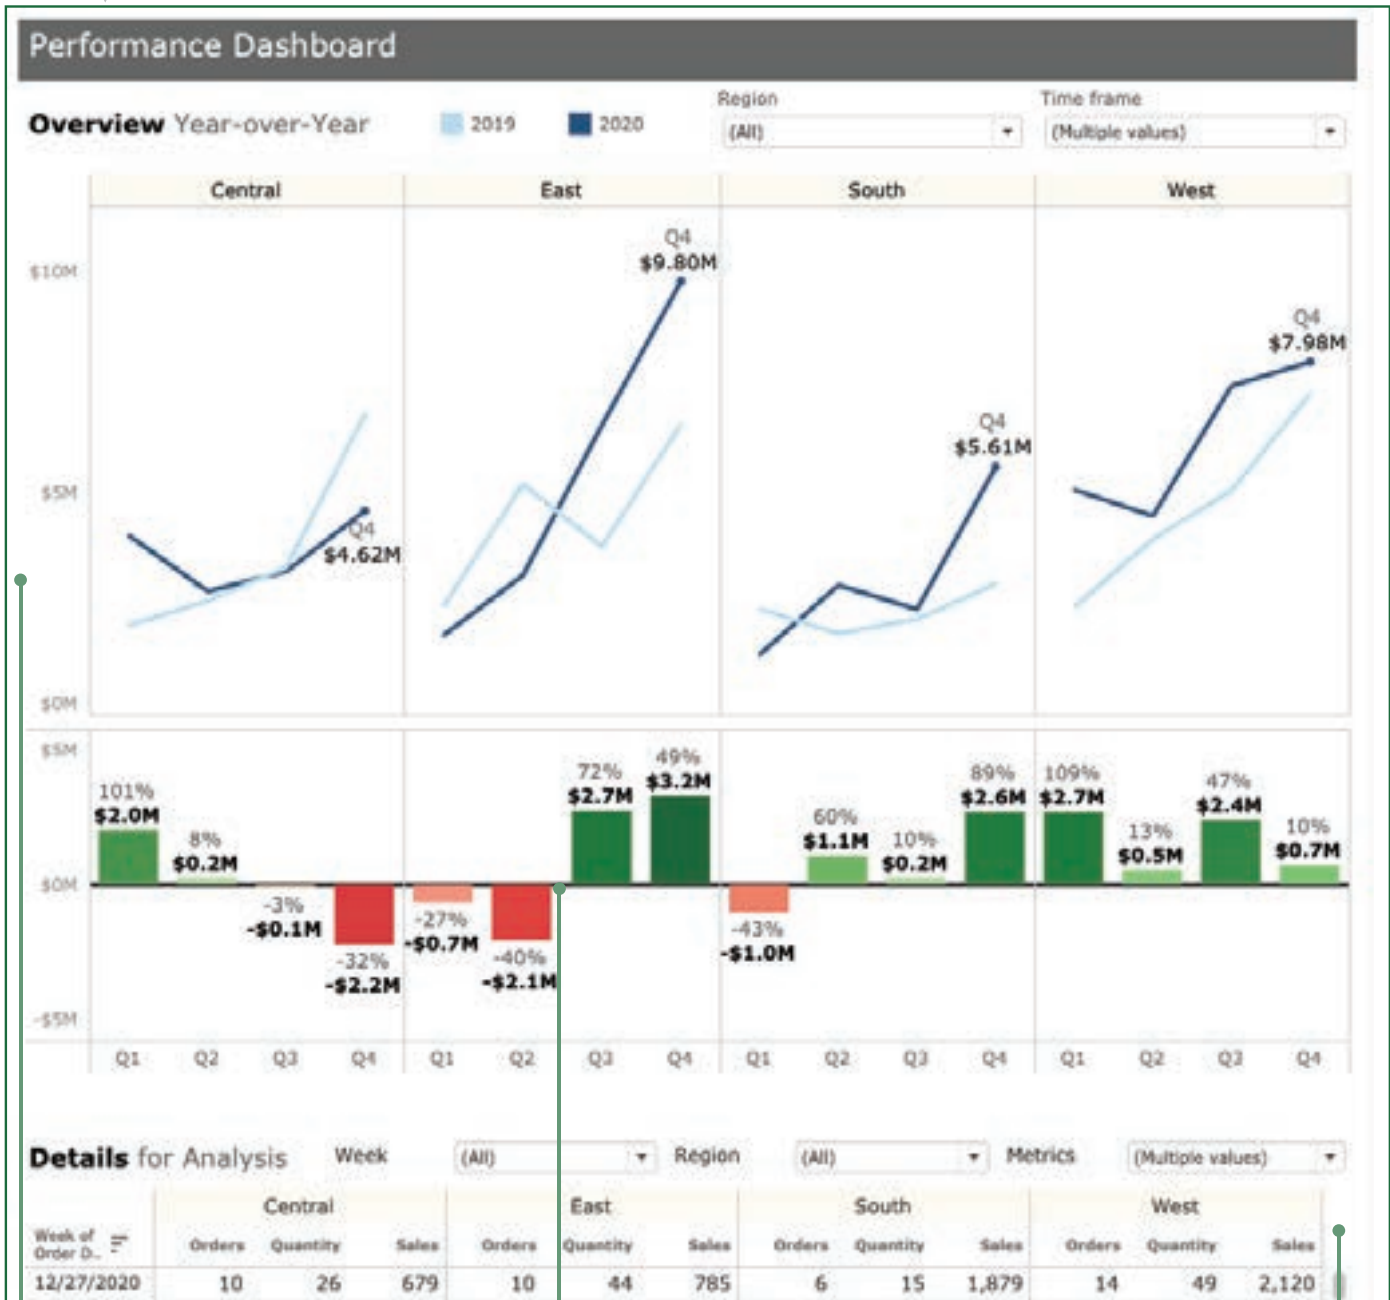 Performance Dashboard
Region Time frame
Overview Year-over-Year 2019 2020 (All) (Multiple values)
Central East South West
Q4
$9.80M
$10M
Q4
$7.98M
Q4
$5.61M
$5M
Q4
$4.62M
$0M
$5M
101% 8% -3% -32% -27% -40% 72% 49% -43% 60% 10% 89% 109% 13% 47% 10%
$2.0M $0.2M -$0.1M -$2.2M -$0.7M -$2.1M $2.7M $3.2M -$1.0M $1.1M $0.2M $2.6M $2.7M $0.5M $2.4M $0.7M
$0M
-$5M
Q1 Q2 Q3 Q4 Q1 Q2 Q3 Q4 Q1 Q2 Q3 Q4 Q1 Q2 Q3 Q4
Details for Analysis Week (All) Region (All) Metrics (Multiple values)
Central East South West
Week of
Order D.. Orders Quantity Sales Orders Quantity Sales Orders Quantity Sales Orders Quantity Sales
12/27/2020 10 26 679 10 44 785 6 15 1,879 14 49 2,120